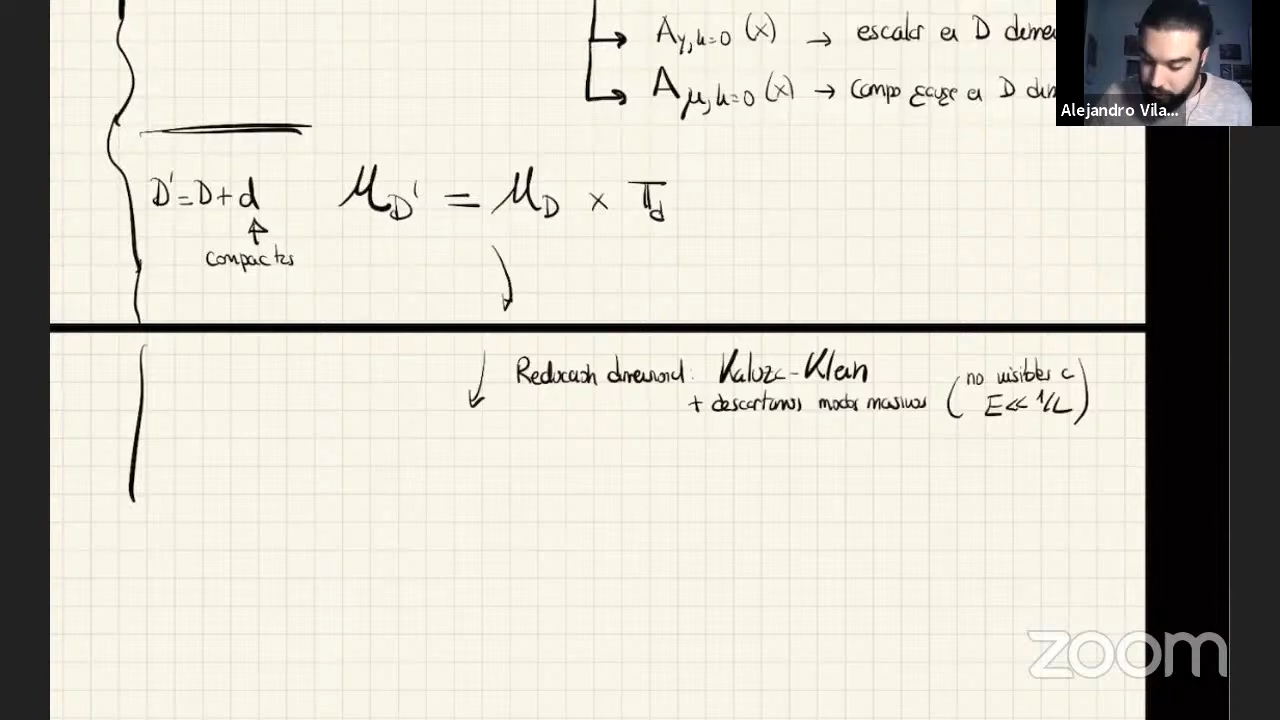 A_{y,k=0}(x) → escalar en D dime
A_{μ,k=0}(x) → campo gauge en D dim
Alejandro Vila...
D' = D + d
compactas
M_{D'} = M_D × T_d
Reducción dimensional: Kaluza-Klein
+ descartamos modos masivos
(no visibles a
E << 1/L)
zoom